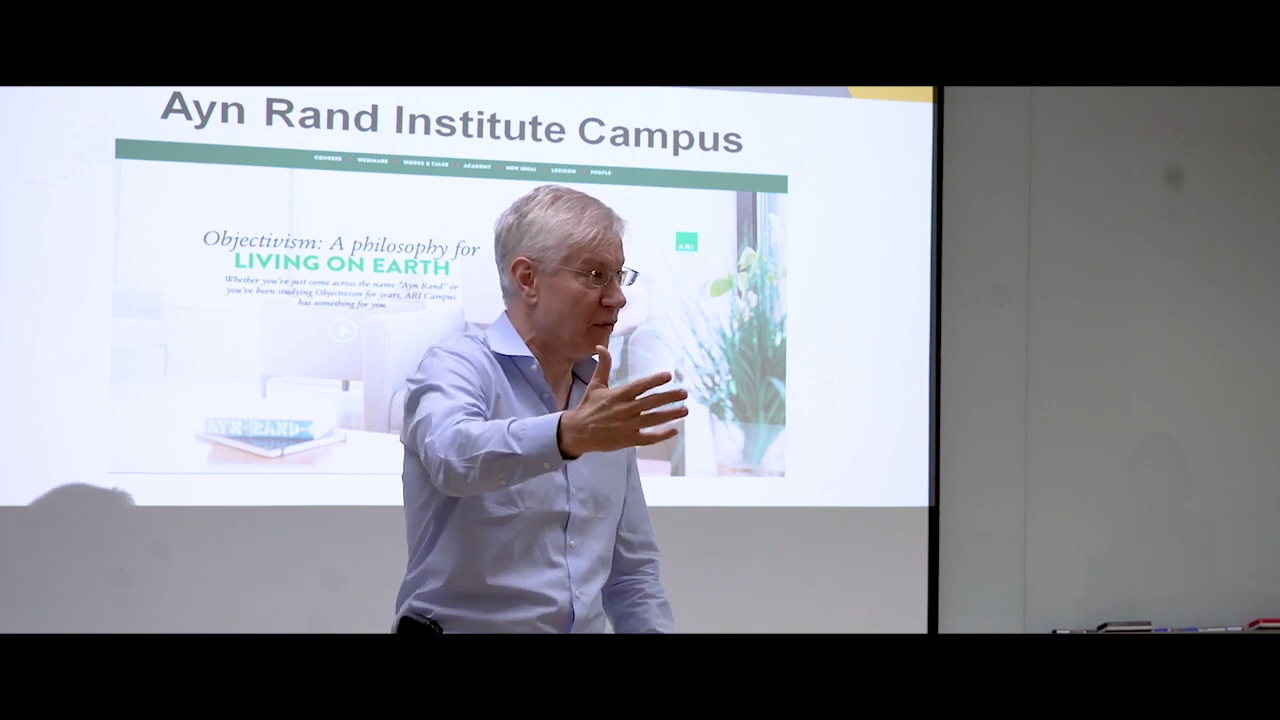 Ayn Rand Institute Campus
COURSES WEBINARS WORKS & TALKS ACADEMY NEW IDEAL LEXICON PEOPLE
Objectivism: A philosophy for
LIVING ON EARTH
Whether you've just come across the name "Ayn Rand" or
you've been studying Objectivism for years, ARI Campus
has something for you.
ARI
AYN RAND